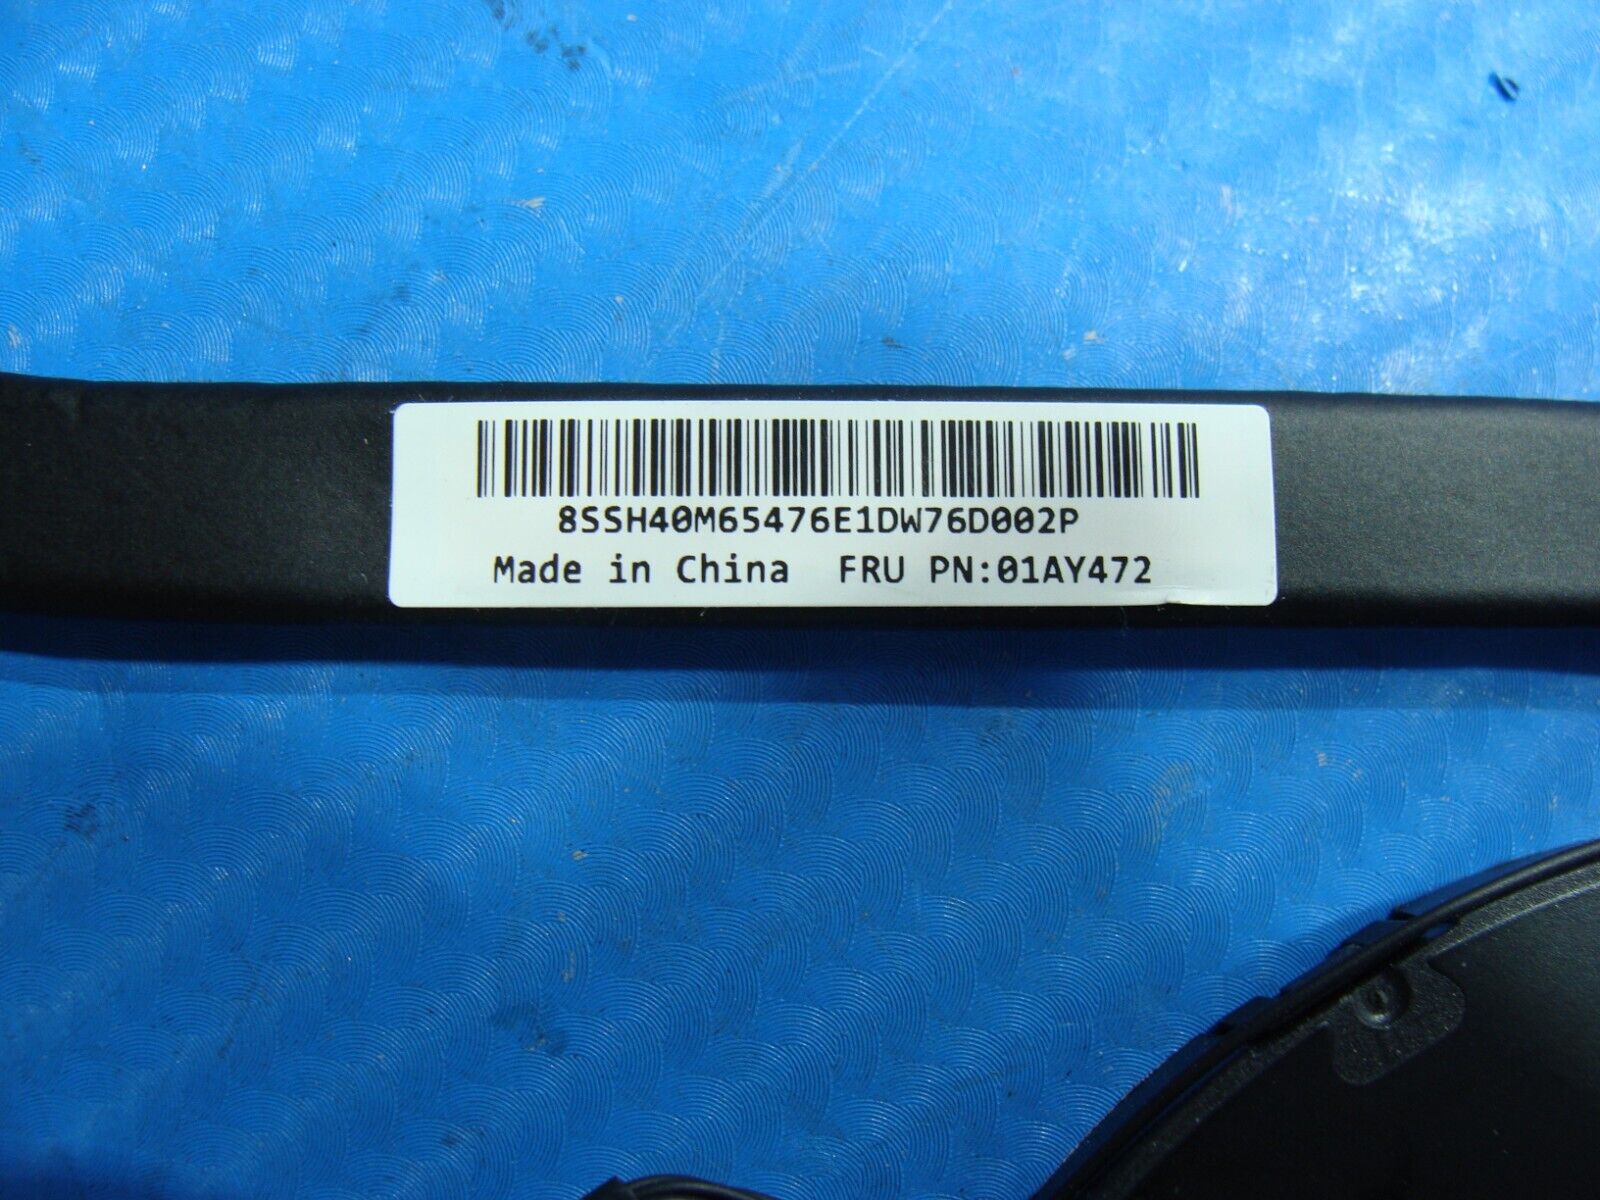 8SSH40M65476E1DW76D002P
Made in China FRU PN:01AY472